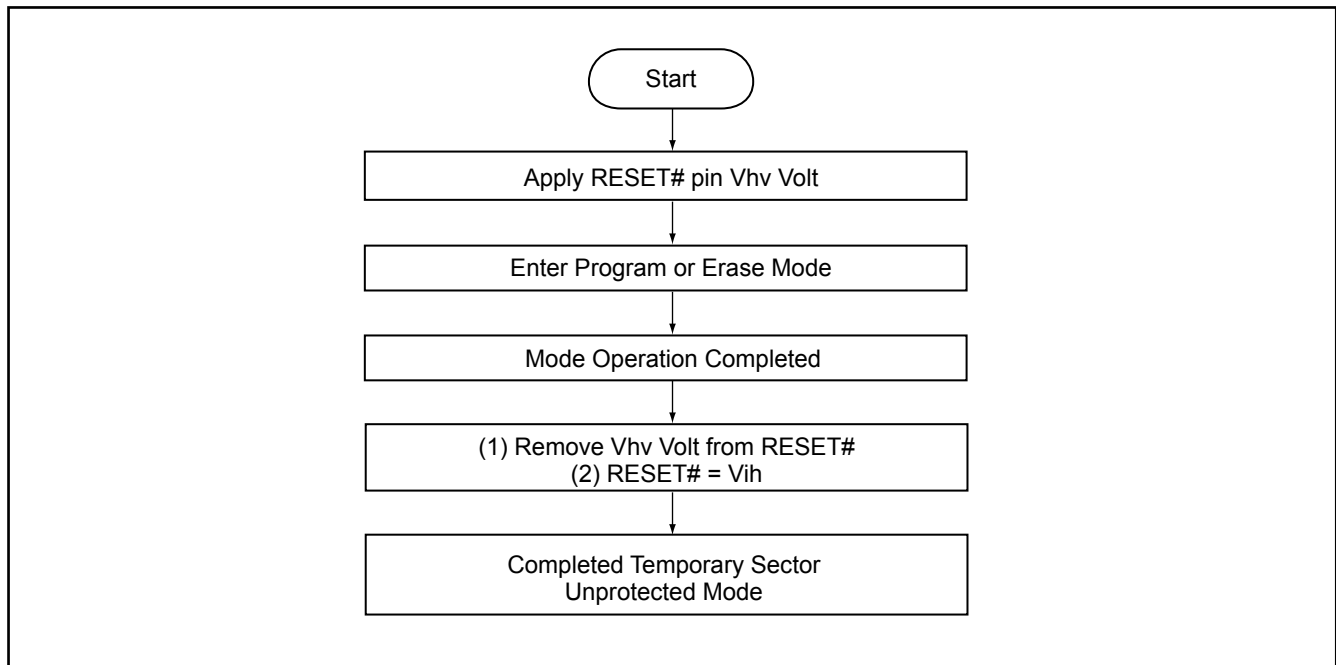 Start
Apply RESET# pin Vhv Volt
Enter Program or Erase Mode
Mode Operation Completed
(1) Remove Vhv Volt from RESET#
(2) RESET# = Vih
Completed Temporary Sector
Unprotected Mode